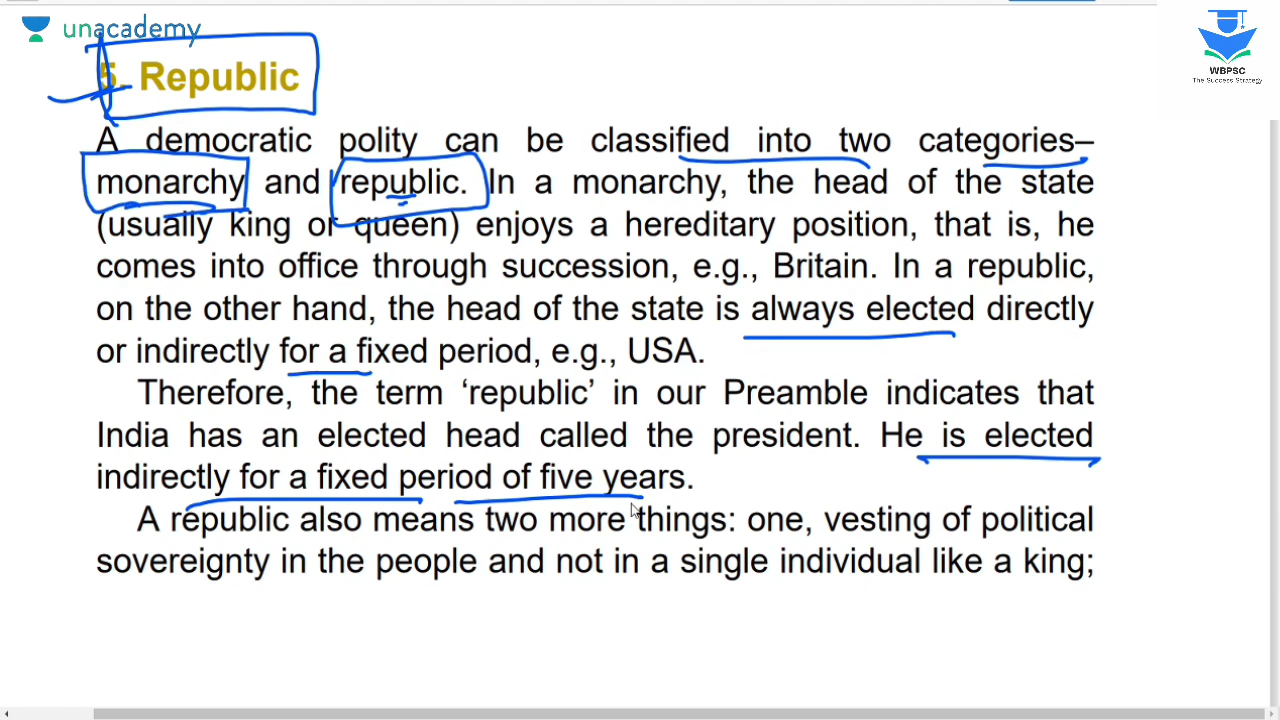 unacademy
WBPSC
The Success Strategy
5. Republic
A democratic polity can be classified into two categories–
monarchy and republic. In a monarchy, the head of the state
(usually king or queen) enjoys a hereditary position, that is, he
comes into office through succession, e.g., Britain. In a republic,
on the other hand, the head of the state is always elected directly
or indirectly for a fixed period, e.g., USA.
Therefore, the term ‘republic’ in our Preamble indicates that
India has an elected head called the president. He is elected
indirectly for a fixed period of five years.
A republic also means two more things: one, vesting of political
sovereignty in the people and not in a single individual like a king;